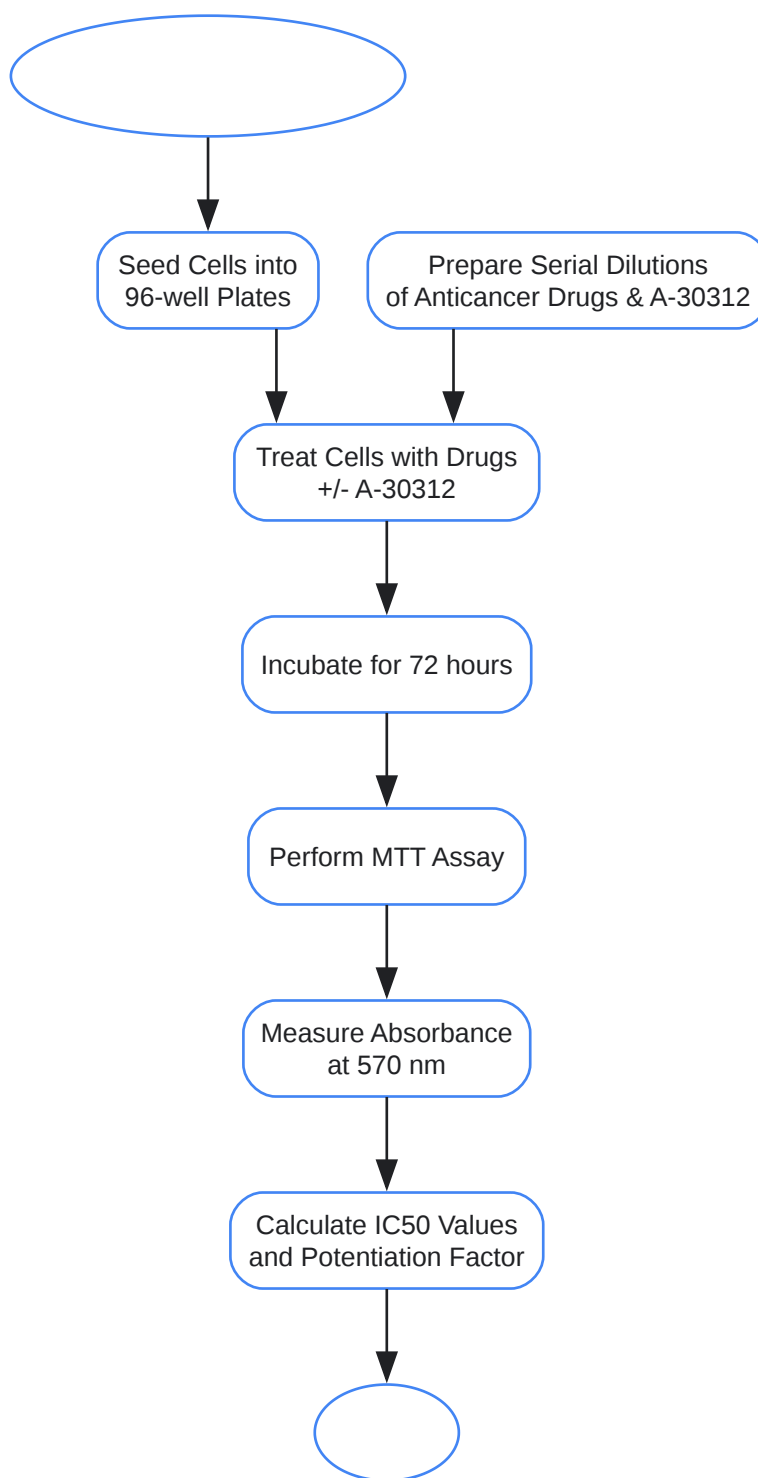 Seed Cells into
96-well Plates
Prepare Serial Dilutions
of Anticancer Drugs & A-30312
Treat Cells with Drugs
+/- A-30312
Incubate for 72 hours
Perform MTT Assay
Measure Absorbance
at 570 nm
Calculate IC50 Values
and Potentiation Factor